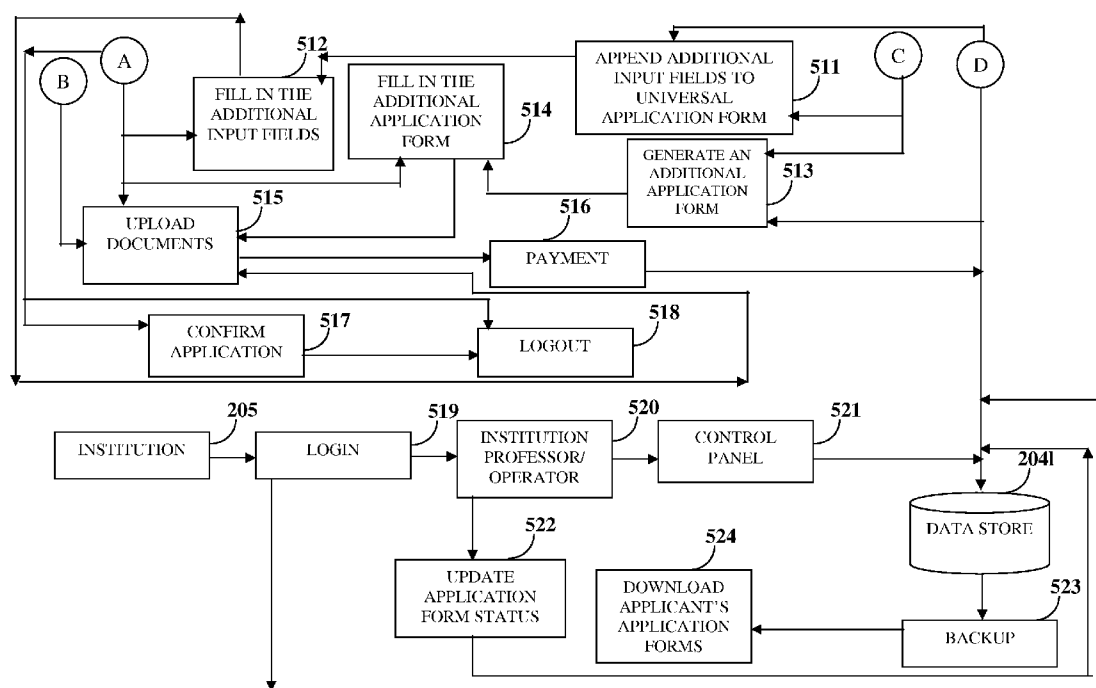 A
B
512
FILL IN THE
ADDITIONAL
INPUT FIELDS
FILL IN THE
ADDITIONAL
APPLICATION
FORM
514
APPEND ADDITIONAL
INPUT FIELDS TO
UNIVERSAL
APPLICATION FORM
511
C
D
GENERATE AN
ADDITIONAL
APPLICATION
FORM
513
515
UPLOAD
DOCUMENTS
516
PAYMENT
517
CONFIRM
APPLICATION
518
LOGOUT
205
INSTITUTION
519
LOGIN
520
INSTITUTION
PROFESSOR/
OPERATOR
521
CONTROL
PANEL
204l
DATA STORE
522
UPDATE
APPLICATION
FORM STATUS
524
DOWNLOAD
APPLICANT'S
APPLICATION
FORMS
523
BACKUP